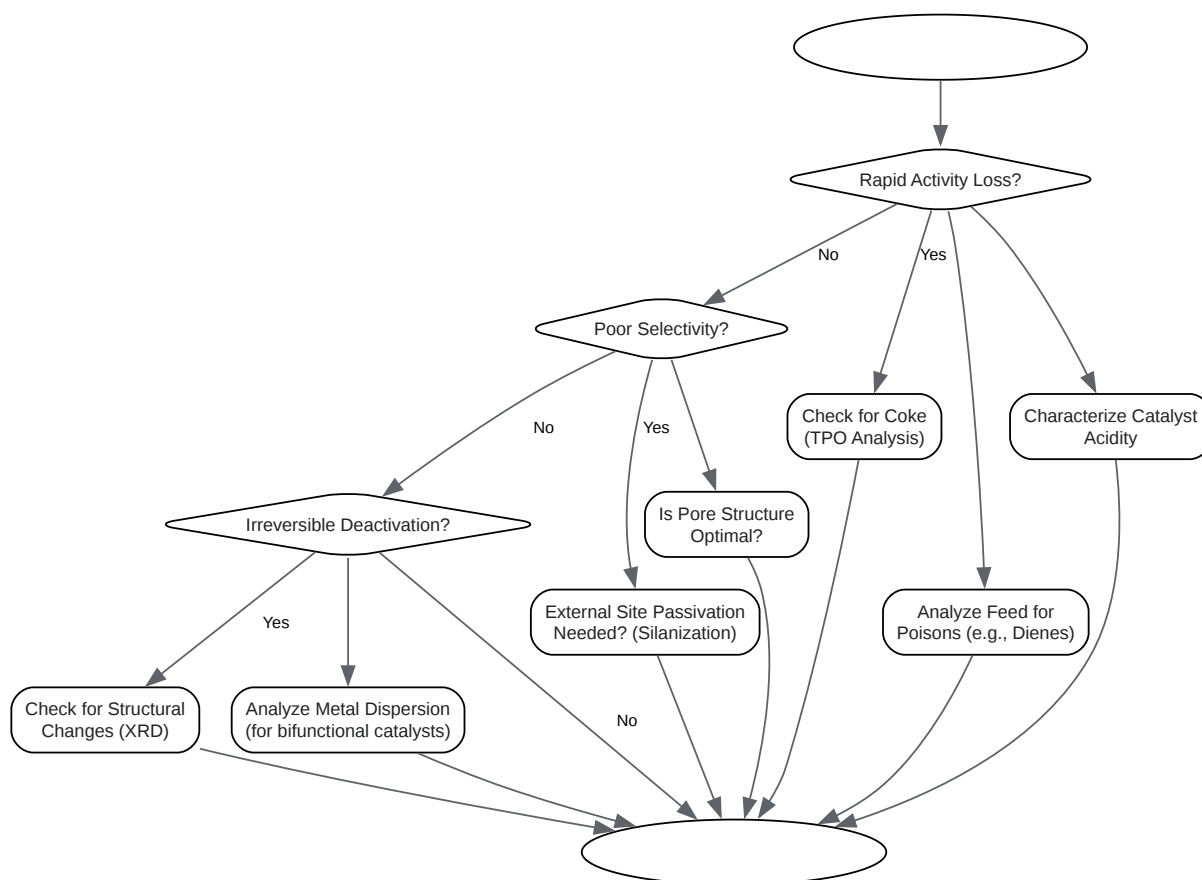 Rapid Activity Loss?
No
Yes
Poor Selectivity?
Check for Coke
(TPO Analysis)
Characterize Catalyst
Acidity
No
Yes
Is Pore Structure
Optimal?
Irreversible Deactivation?
External Site Passivation
Needed? (Silanization)
Analyze Feed for
Poisons (e.g., Dienes)
Yes
Check for Structural
Changes (XRD)
Analyze Metal Dispersion
(for bifunctional catalysts)
No